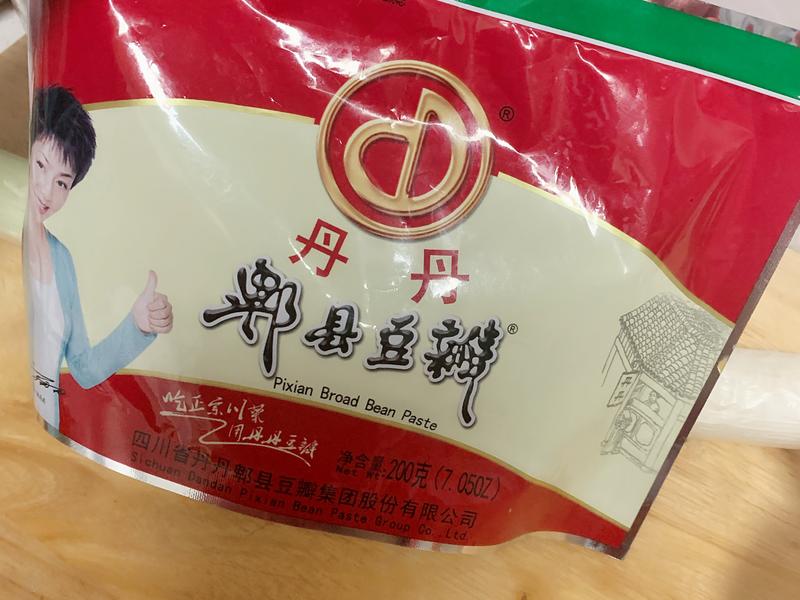 ®
丹丹
郫县豆瓣®
Pixian Broad Bean Paste
吃正宗川菜
用丹丹豆瓣
净含量:200克(7.05OZ)
Net Wet:
四川省丹丹郫县豆瓣集团股份有限公司
Sichuan Dandan Pixian Bean Paste Group Co.,Ltd.